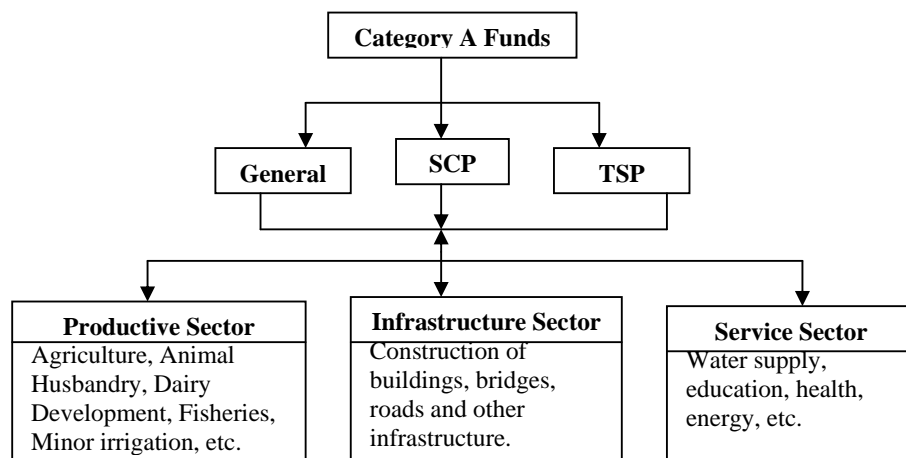 Category A Funds
General
SCP
TSP
Productive Sector
Agriculture, Animal
Husbandry, Dairy
Development, Fisheries,
Minor irrigation, etc.
Infrastructure Sector
Construction of
buildings, bridges,
roads and other
infrastructure.
Service Sector
Water supply,
education, health,
energy, etc.